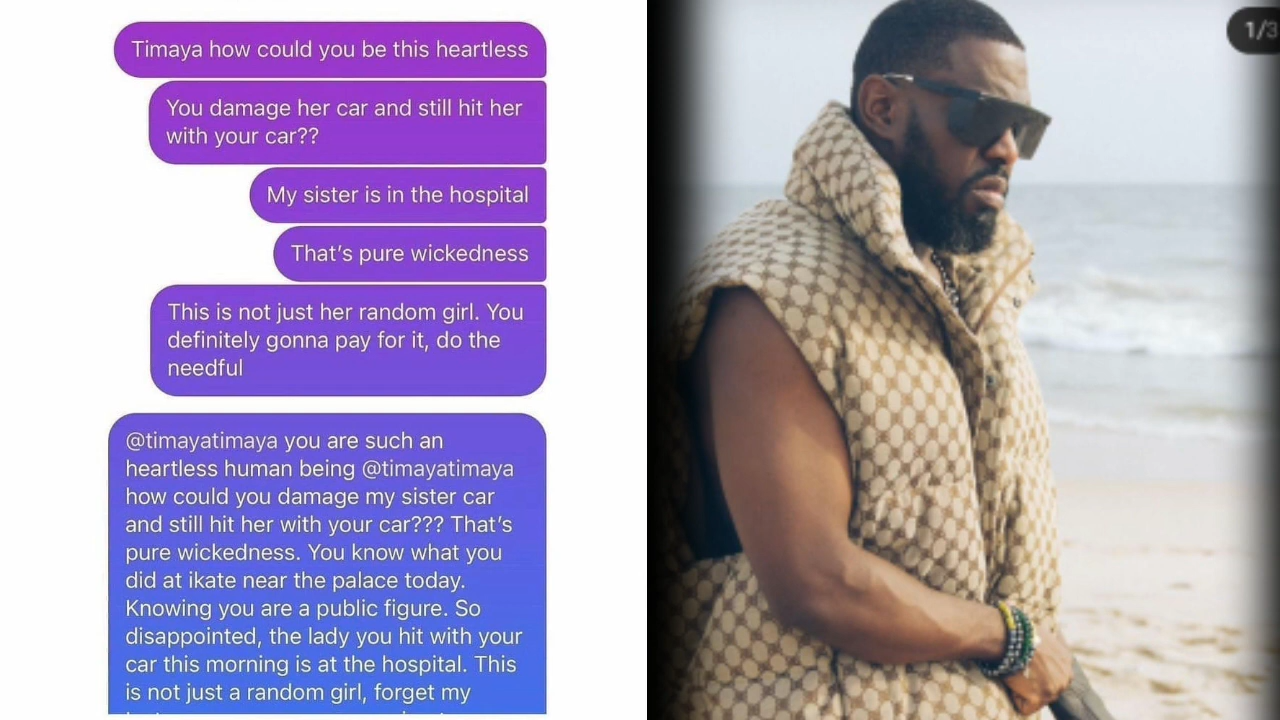 Timaya how could you be this heartless
You damage her car and still hit her
with your car??
My sister is in the hospital
That's pure wickedness
This is not just her random girl. You
definitely gonna pay for it, do the
needful
@timayatimaya you are such an
heartless human being @timayatimaya
how could you damage my sister car
and still hit her with your car??? That's
pure wickedness. You know what you
did at ikate near the palace today.
Knowing you are a public figure. So
disappointed, the lady you hit with your
car this morning is at the hospital. This
is not just a random girl, forget my
1/3